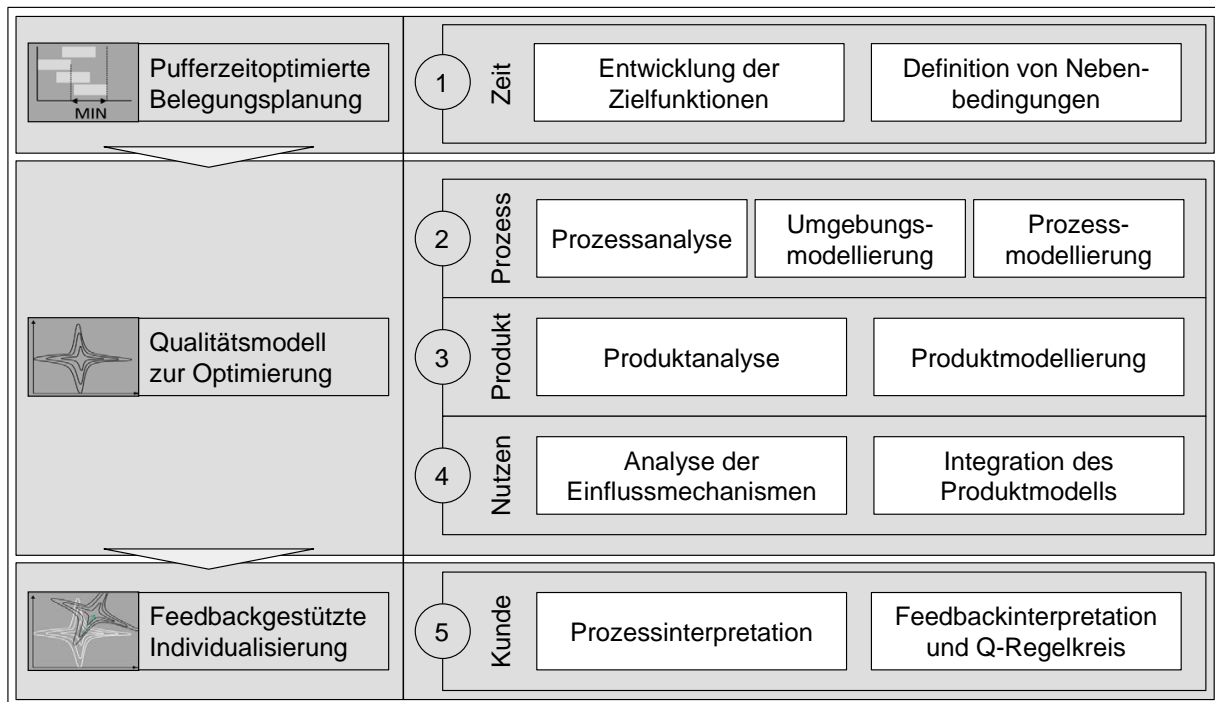 Pufferzeitoptimierte
Belegungsplanung
MIN
1
Zeit
Entwicklung der
Zielfunktionen
Definition von Neben-
bedingungen
Qualitätsmodell
zur Optimierung
2
Prozess
Prozessanalyse
Umgebungs-
modellierung
Prozess-
modellierung
3
Produkt
Produktanalyse
Produktmodellierung
4
Nutzen
Analyse der
Einflussmechanismen
Integration des
Produktmodells
Feedbackgestützte
Individualisierung
5
Kunde
Prozessinterpretation
Feedbackinterpretation
und Q-Regelkreis